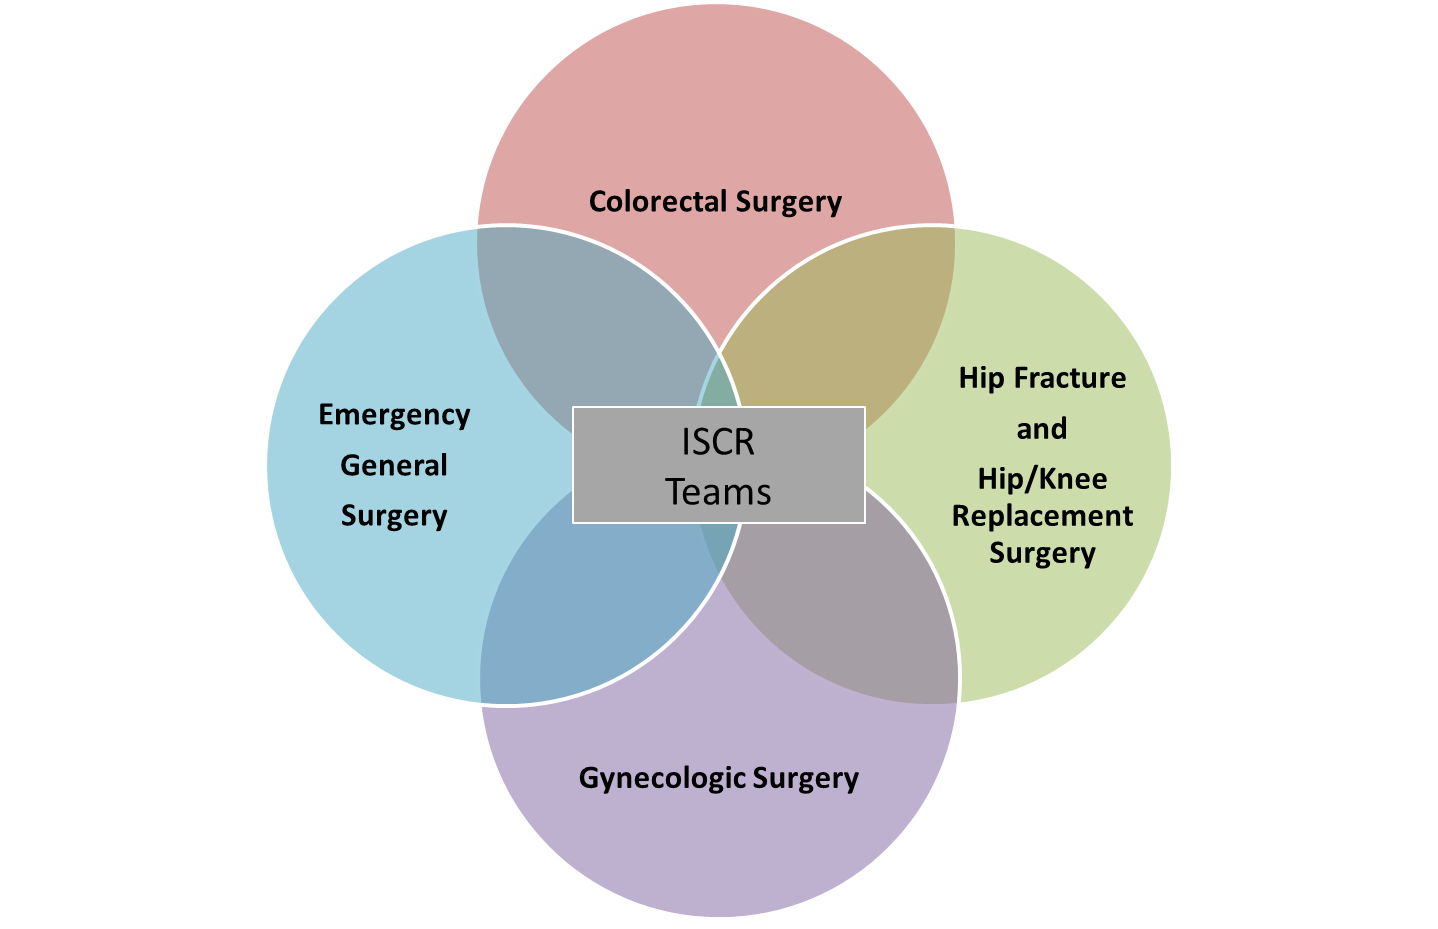 Colorectal Surgery
Emergency
General
Surgery
ISCR
Teams
Hip Fracture
and
Hip/Knee
Replacement
Surgery
Gynecologic Surgery